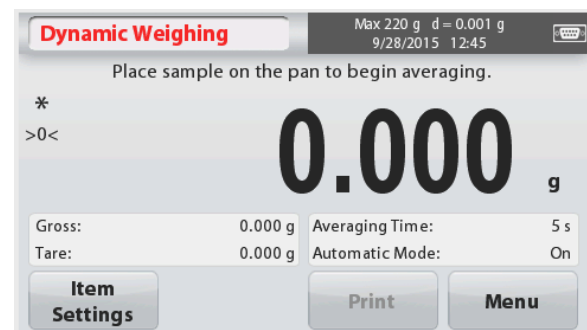 Dynamic Weighing
Max 220 g d = 0.001 g
9/28/2015 12:45
Place sample on the pan to begin averaging.
*
>0<
0.000 g
Gross: 0.000 g
Tare: 0.000 g
Averaging Time: 5 s
Automatic Mode: On
Item
Settings
Print
Menu